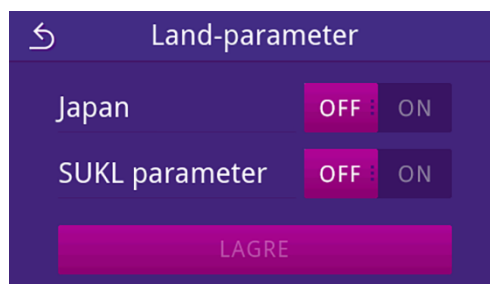 Land-parameter
Japan OFF ON
SUKL parameter OFF ON
LAGRE